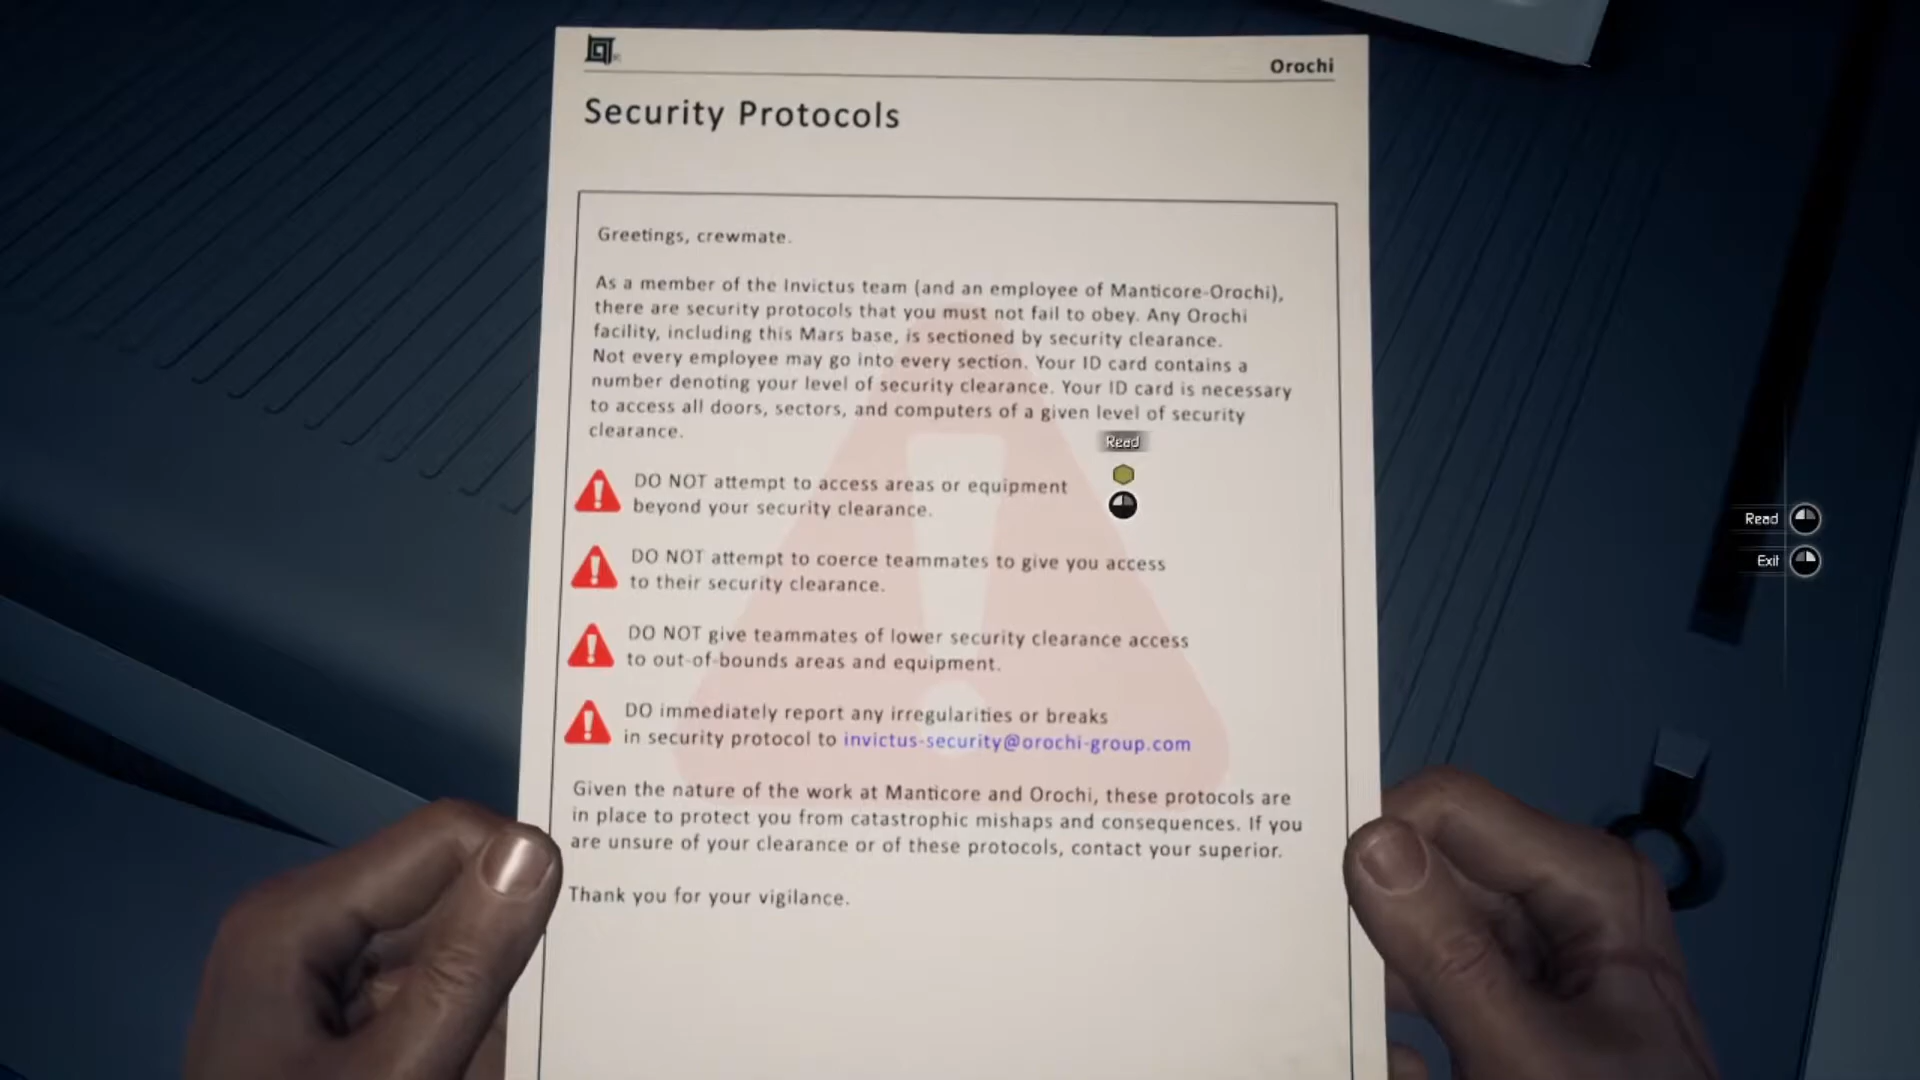 Orochi
Security Protocols
Greetings, crewmate.
As a member of the Invictus team (and an employee of Manticore-Orochi),
there are security protocols that you must not fail to obey. Any Orochi
facility, including this Mars base, is sectioned by security clearance.
Not every employee may go into every section. Your ID card contains a
number denoting your level of security clearance. Your ID card is necessary
to access all doors, sectors, and computers of a given level of security
clearance.
Read
DO NOT attempt to access areas or equipment
beyond your security clearance.
DO NOT attempt to coerce teammates to give you access
to their security clearance.
DO NOT give teammates of lower security clearance access
to out-of-bounds areas and equipment.
DO immediately report any irregularities or breaks
in security protocol to invictus-security@orochi-group.com
Given the nature of the work at Manticore and Orochi, these protocols are
in place to protect you from catastrophic mishaps and consequences. If you
are unsure of your clearance or of these protocols, contact your superior.
Thank you for your vigilance.
Read
Exit